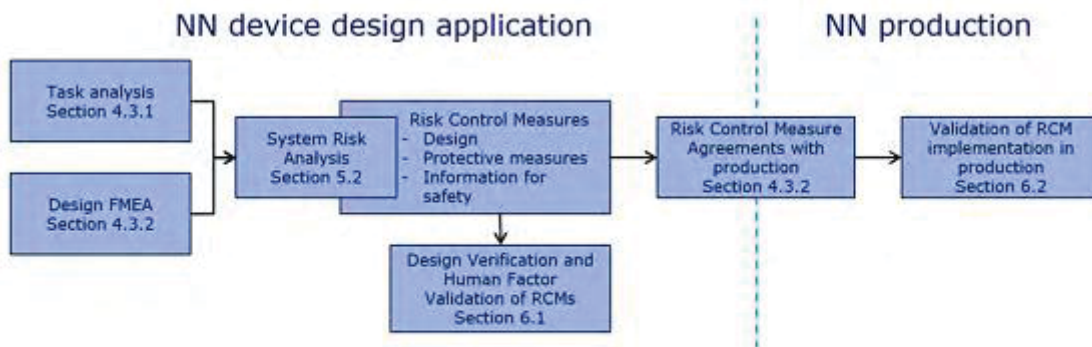 NN device design application
NN production
Task analysis
Section 4.3.1
Design FMEA
Section 4.3.2
System Risk
Analysis
Section 5.2
Risk Control Measures
- Design
- Protective measures
- Information for
safety
Design Verification and
Human Factor
Validation of RCMs
Section 6.1
Risk Control Measure
Agreements with
production
Section 4.3.2
Validation of RCM
implementation in
production
Section 6.2